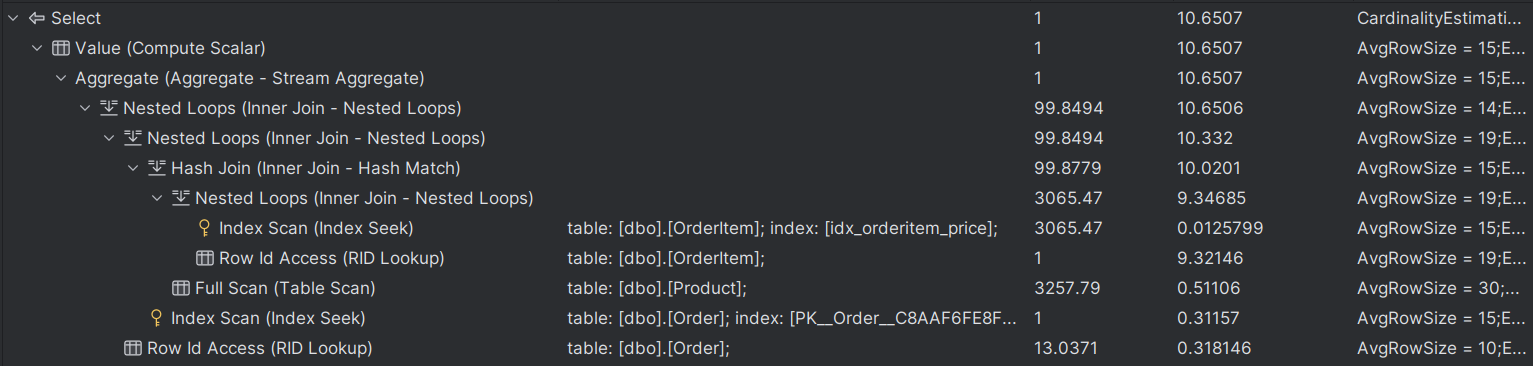 Select 1 10.6507 CardinalityEstimati...
Value (Compute Scalar) 1 10.6507 AvgRowSize = 15;E...
Aggregate (Aggregate - Stream Aggregate) 1 10.6507 AvgRowSize = 15;E...
Nested Loops (Inner Join - Nested Loops) 99.8494 10.6506 AvgRowSize = 14;E...
Nested Loops (Inner Join - Nested Loops) 99.8494 10.332 AvgRowSize = 19;E...
Hash Join (Inner Join - Hash Match) 99.8779 10.0201 AvgRowSize = 15;E...
Nested Loops (Inner Join - Nested Loops) 3065.47 9.34685 AvgRowSize = 19;E...
Index Scan (Index Seek) table: [dbo].[OrderItem]; index: [idx_orderitem_price]; 3065.47 0.0125799 AvgRowSize = 15;E...
Row Id Access (RID Lookup) table: [dbo].[OrderItem]; 1 9.32146 AvgRowSize = 19;E...
Full Scan (Table Scan) table: [dbo].[Product]; 3257.79 0.51106 AvgRowSize = 30;...
Index Scan (Index Seek) table: [dbo].[Order]; index: [PK__Order__C8AAF6FE8F... 1 0.31157 AvgRowSize = 15;E...
Row Id Access (RID Lookup) table: [dbo].[Order]; 13.0371 0.318146 AvgRowSize = 10;E...